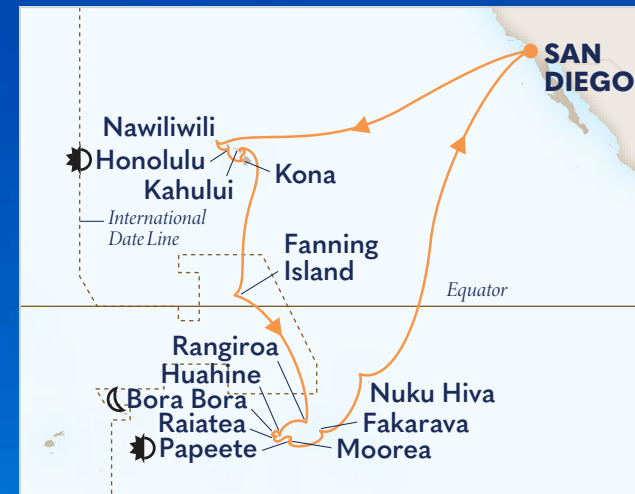 SAN
DIEGO
Nawiliwili
Honolulu
Kahului
Kona
International
Date Line
Fanning
Island
Equator
Rangiroa
Huahine
Bora Bora
Raiatea
Papeete
Nuku Hiva
Fakarava
Moorea